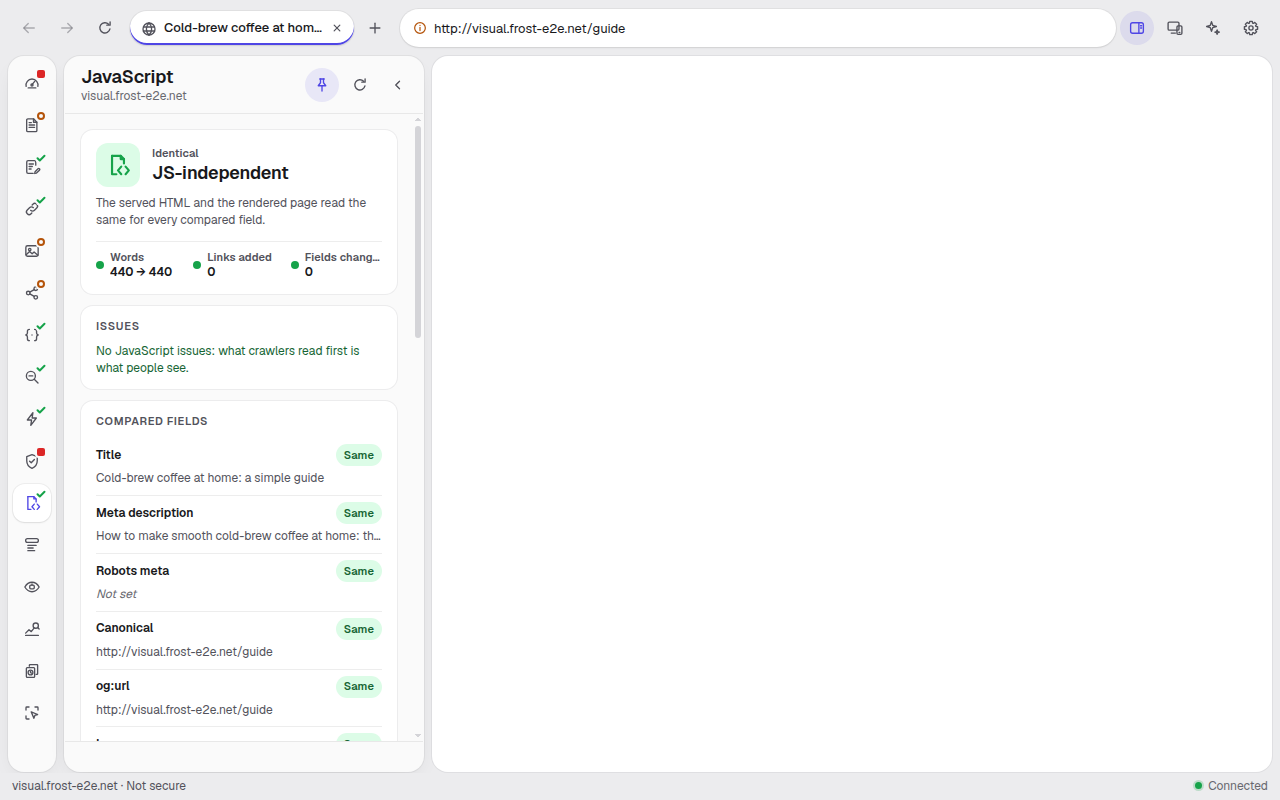 Cold-brew coffee at hom...
http://visual.frost-e2e.net/guide
JavaScript
visual.frost-e2e.net
Identical
JS-independent
The served HTML and the rendered page read the
same for every compared field.
Words
440 → 440
Links added
0
Fields chang...
0
ISSUES
No JavaScript issues: what crawlers read first is
what people see.
COMPARED FIELDS
Title
Same
Cold-brew coffee at home: a simple guide
Meta description
Same
How to make smooth cold-brew coffee at home: th...
Robots meta
Same
Not set
Canonical
Same
http://visual.frost-e2e.net/guide
og:url
Same
http://visual.frost-e2e.net/guide
visual.frost-e2e.net · Not secure
Connected